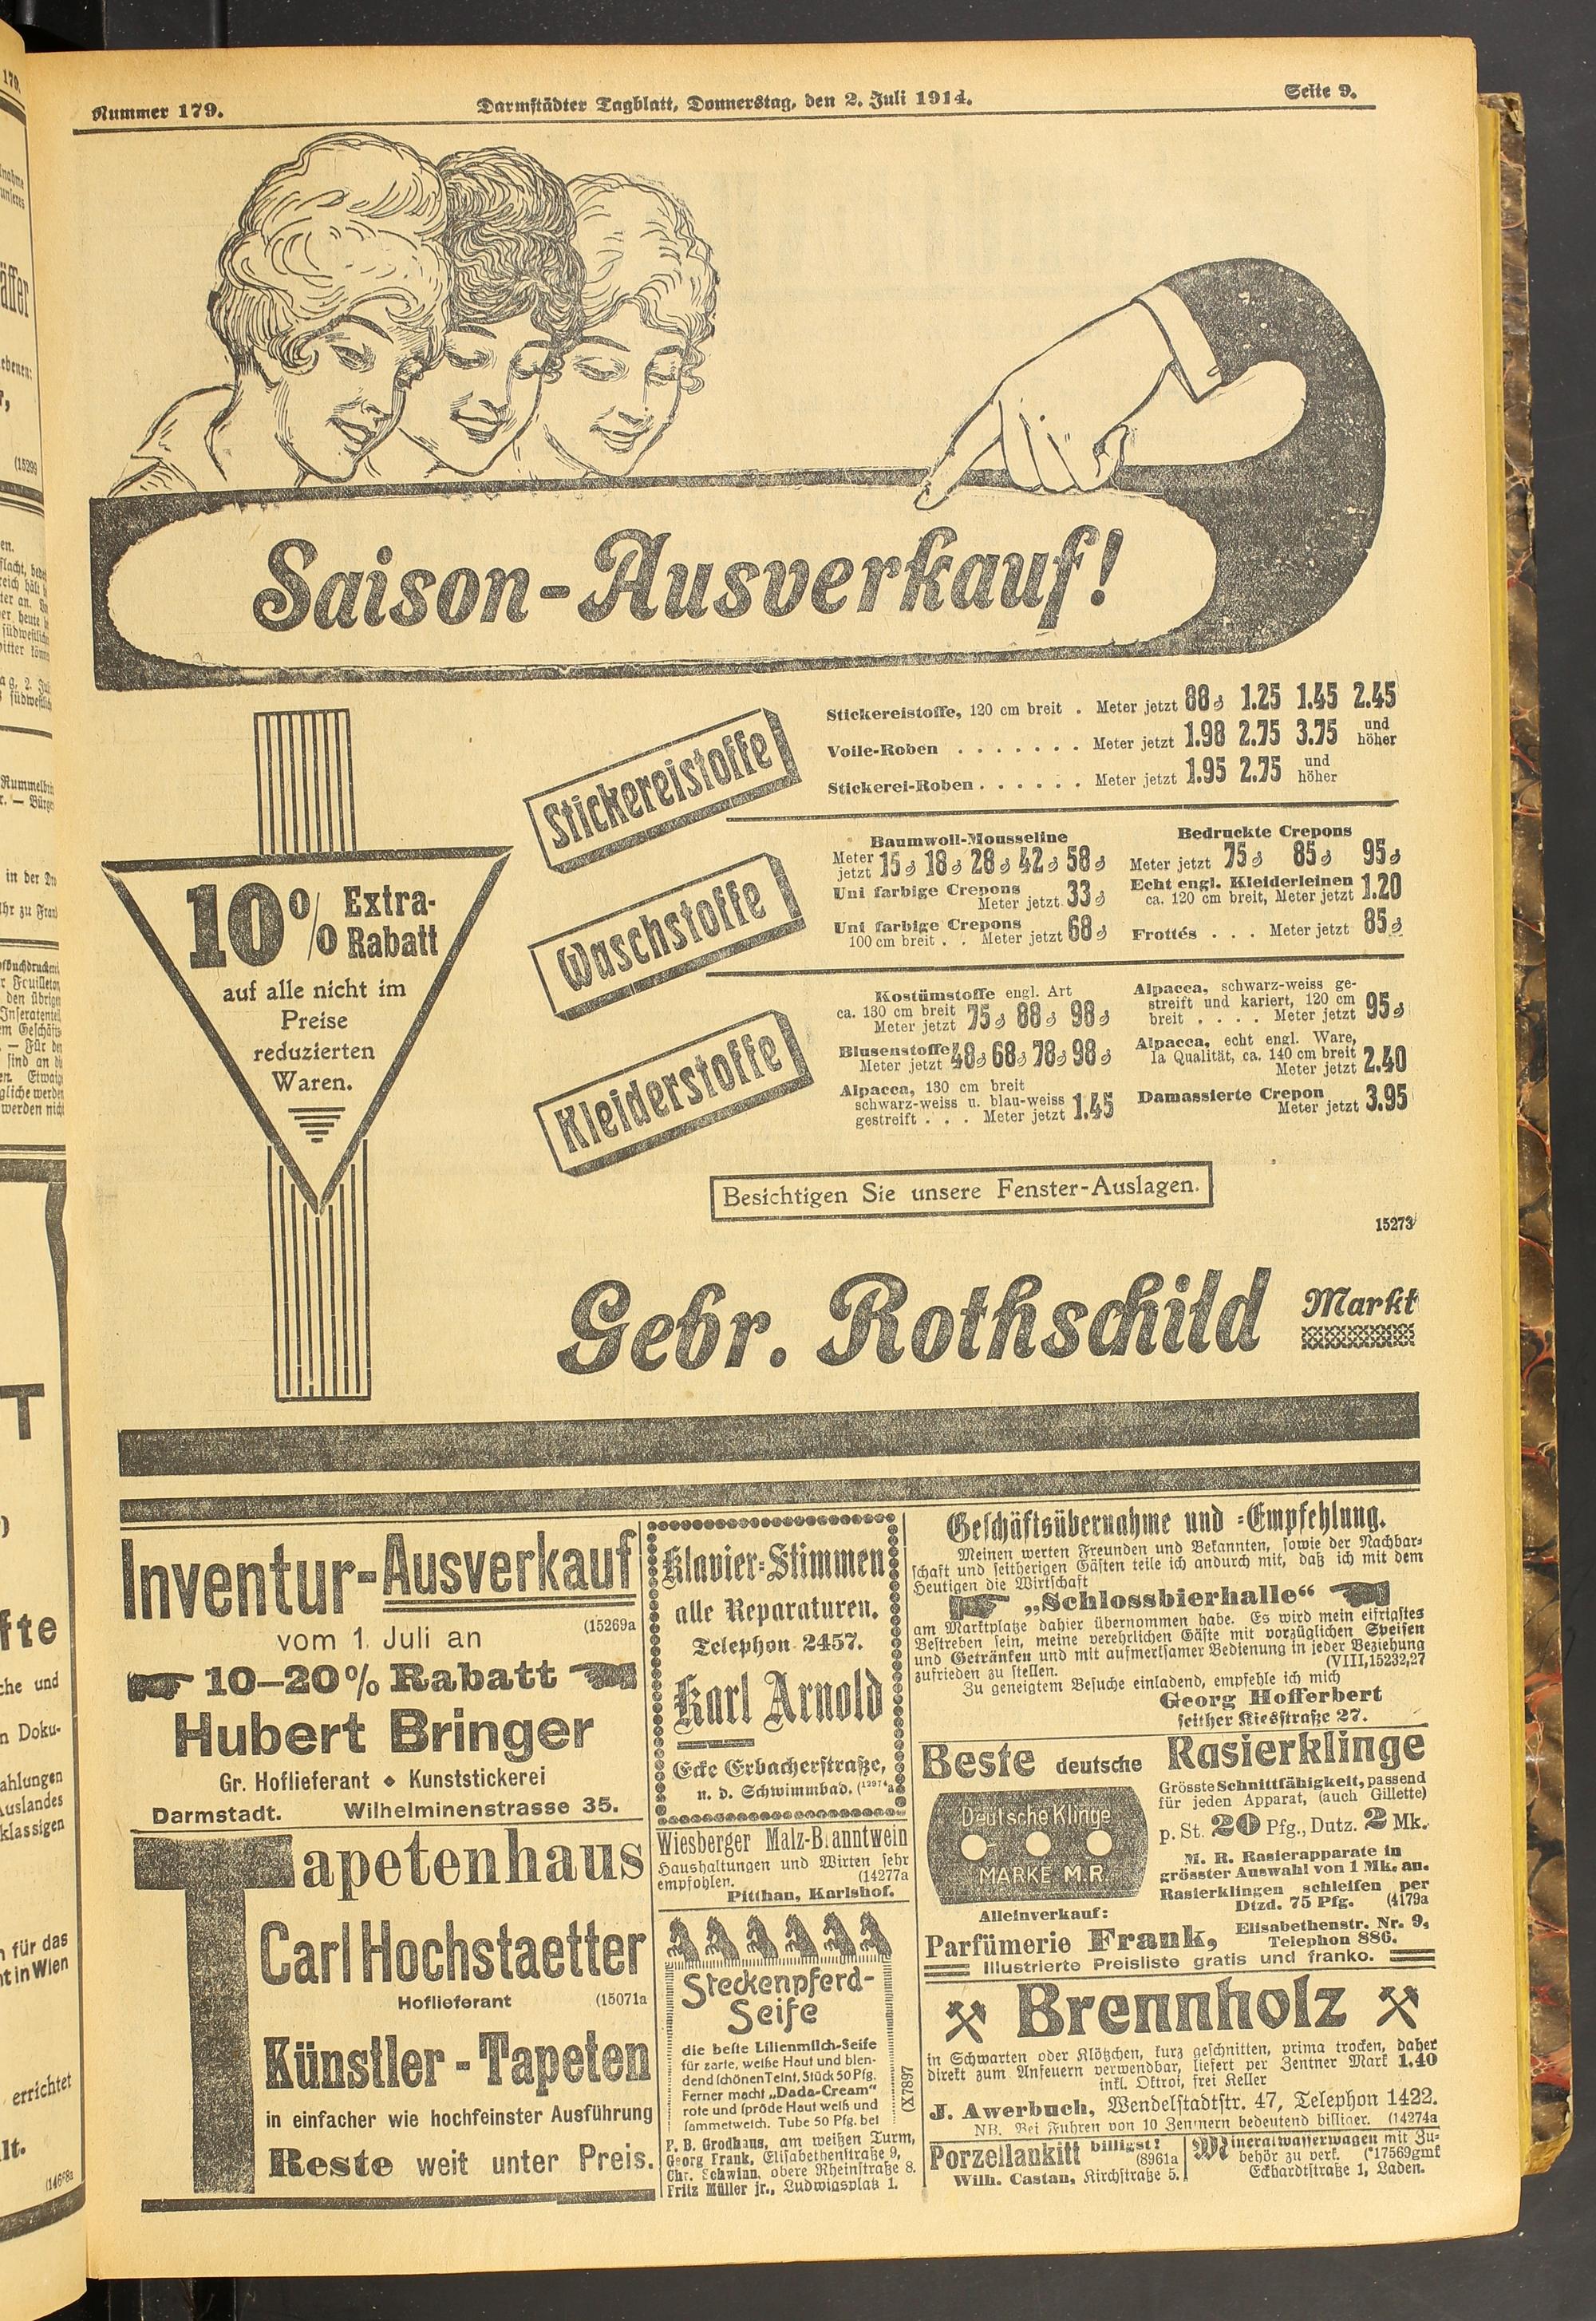 Nummer 179.
Darmstädter Tagblatt, Donnerstag, den 2. Juli 1914.
Seite 9.
Saison-Ausverkauf!
10% Extra-
Rabatt
auf alle nicht im
Preise
reduzierten
Waren.
Stickereistoffe
Stickereistoffe, 120 cm breit . Meter jetzt 88 ₰ 1.25 1.45 2.45
Voile-Roben . . . . . . . Meter jetzt 1.98 2.75 3.75 und höher
Stickerei-Roben . . . . . . Meter jetzt 1.95 2.75 und höher
Waschstoffe
Baumwoll-Mousseline
Meter jetzt 15 ₰ 18 ₰ 28 ₰ 42 ₰ 58 ₰
Uni farbige Crepons
Meter jetzt 33 ₰
Uni farbige Crepons
100 cm breit . . Meter jetzt 68 ₰
Bedruckte Crepons
Meter jetzt 75 ₰ 85 ₰ 95 ₰
Echt engl. Kleiderleinen
ca. 120 cm breit, Meter jetzt 1.20
Frottés . . . Meter jetzt 85 ₰
Kleiderstoffe
Kostümstoffe engl. Art
ca. 130 cm breit
Meter jetzt 75 ₰ 88 ₰ 98 ₰
Blusenstoffe
Meter jetzt 48 ₰ 68 ₰ 78 ₰ 98 ₰
Alpacca, 130 cm breit
schwarz-weiss u. blau-weiss
gestreift . . . Meter jetzt 1.45
Alpacca, schwarz-weiss ge-
streift und kariert, 120 cm
breit . . . . Meter jetzt 95 ₰
Alpacca, echt engl. Ware,
Ia Qualität, ca. 140 cm breit
Meter jetzt 2.40
Damassierte Crepon
Meter jetzt 3.95
Besichtigen Sie unsere Fenster-Auslagen.
15273
Gebr. Rothschild Markt
Inventur-Ausverkauf
(15269a
vom 1. Juli an
10–20% Rabatt
Hubert Bringer
Gr. Hoflieferant ⬥ Kunststickerei
Darmstadt. Wilhelminenstrasse 35.
Tapetenhaus
Carl Hochstaetter
Hoflieferant (15071a
Künstler-Tapeten
in einfacher wie hochfeinster Ausführung
Reste weit unter Preis.
Klavier-Stimmen
alle Reparaturen.
Telephon 2457.
Karl Arnold
Ecke Erbacherstraße,
n. d. Schwimmbad.
Wiesberger Malz-Branntwein
Haushaltungen und Wirten sehr
empfohlen. (14277a
Pitthan, Karlshof.
Steckenpferd-
Seife
die beste Lilienmilch-Seife
für zarte, weiße Haut und blen-
dend schönen Teint, Stück 50 Pfg.
Ferner macht „Dada-Cream“
rote und spröde Haut weiß und
sammetweich. Tube 50 Pfg. bei
(X7897
P. B. Grodhaus, am weißen Turm,
Georg Frank, Elisabethenstraße 9,
Chr. Schwinn, obere Rheinstraße 8.
Fritz Müller jr., Ludwigsplatz 1.
Geschäftsübernahme und -Empfehlung.
Meinen werten Freunden und Bekannten, sowie der Nachbar-
schaft und seitherigen Gästen teile ich andurch mit, daß ich mit dem
Heutigen die Wirtschaft
„Schlossbierhalle“
am Marktplatze dahier übernommen habe. Es wird mein eifrigstes
Bestreben sein, meine verehrlichen Gäste mit vorzüglichen Speisen
und Getränken und mit aufmerksamer Bedienung in jeder Beziehung
zufrieden zu stellen. (VIII,15232,27
Zu geneigtem Besuche einladend, empfehle ich mich
Georg Hofferbert
seither Kiesstraße 27.
Beste deutsche Rasierklinge
Deutsche Klinge
MARKE M.R.
Grösste Schnittfähigkeit, passend
für jeden Apparat, (auch Gillette)
p. St. 20 Pfg., Dutz. 2 Mk.
M. R. Rasierapparate in
grösster Auswahl von 1 Mk. an.
Rasierklingen schleifen per
Dtzd. 75 Pfg. (4179a
Alleinverkauf:
Parfümerie Frank, Elisabethenstr. Nr. 9,
Telephon 886.
Illustrierte Preisliste gratis und franko.
Brennholz
in Schwarten oder Klötzchen, kurz geschnitten, prima trocken, daher
direkt zum Anfeuern verwendbar, liefert per Zentner Mark 1.40
inkl. Oktroi, frei Keller
J. Awerbuch, Wendelstadtstr. 47, Telephon 1422.
NB. Bei Fuhren von 10 Zentnern bedeutend billiger. (14274a
Porzellankitt billigst!
(8961a
Wilh. Castan, Kirchstraße 5.
Mineralwasserwagen mit Zu-
behör zu verk. (*17569gmf
Eckhardtstraße 1, Laden.